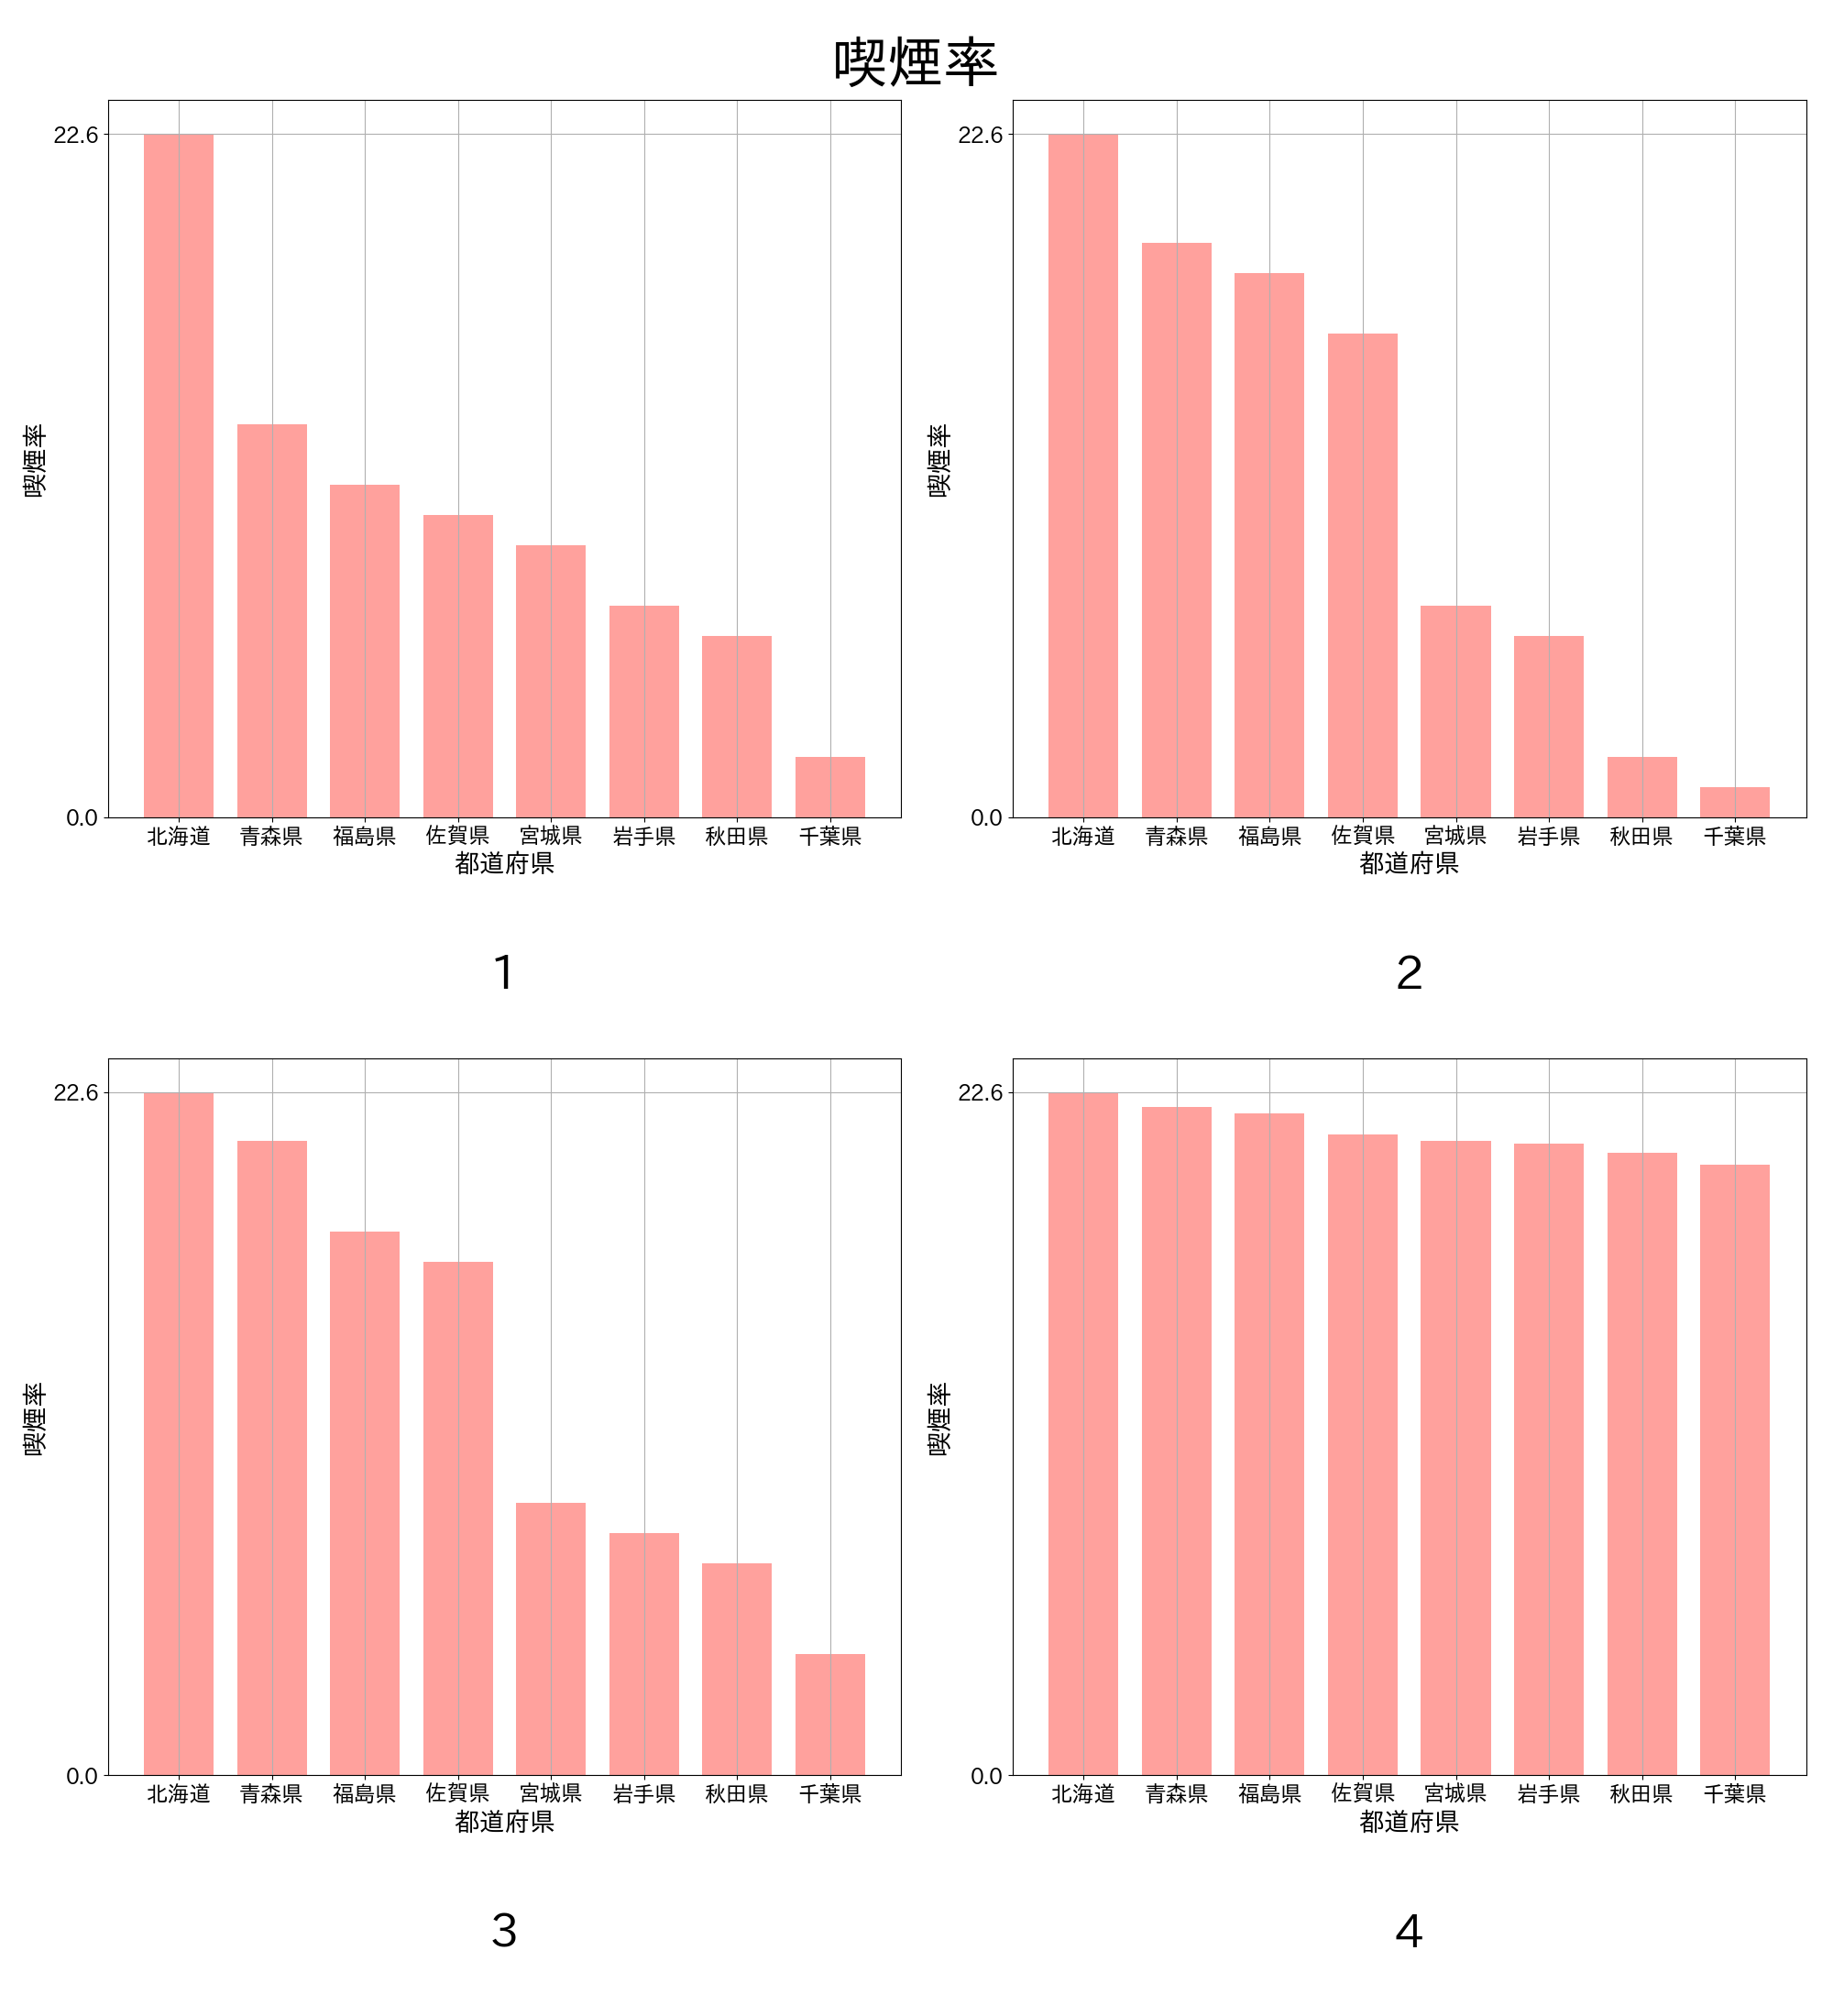 喫煙率
22.6
0.0
喫煙率
北海道 青森県 福島県 佐賀県 宮城県 岩手県 秋田県 千葉県
都道府県
1
22.6
0.0
喫煙率
北海道 青森県 福島県 佐賀県 宮城県 岩手県 秋田県 千葉県
都道府県
2
22.6
0.0
喫煙率
北海道 青森県 福島県 佐賀県 宮城県 岩手県 秋田県 千葉県
都道府県
3
22.6
0.0
喫煙率
北海道 青森県 福島県 佐賀県 宮城県 岩手県 秋田県 千葉県
都道府県
4